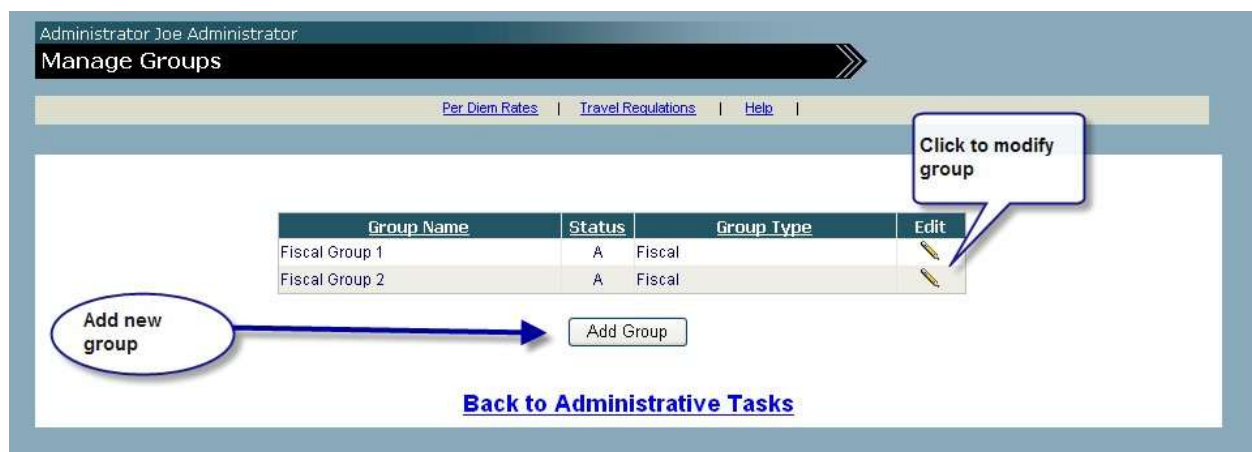 Administrator Joe Administrator
Manage Groups
Per Diem Rates | Travel Regulations | Help |
Click to modify
group
Group Name Status Group Type Edit
Fiscal Group 1 A Fiscal
Fiscal Group 2 A Fiscal
Add new
group
Add Group
Back to Administrative Tasks